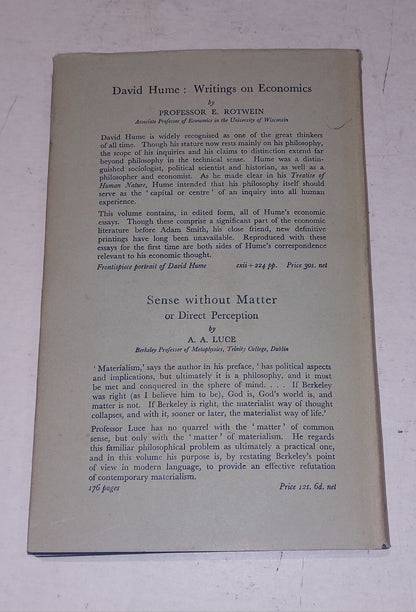 David Hume : Writings on Economics
by
PROFESSOR E. ROTWEIN
Associate Professor of Economics in the University of Wisconsin
David Hume is widely recognised as one of the great thinkers
of all time. Though his stature now rests mainly on his philosophy,
the scope of his inquiries and his claims to distinction extend far
beyond philosophy in the technical sense. Hume was a distin-
guished sociologist, political scientist and historian, as well as a
philosopher and economist. As he made clear in his Treatise of
Human Nature, Hume intended that his philosophy itself should
serve as the ' capital or centre ' of an inquiry into all human
experience.
This volume contains, in edited form, all of Hume's economic
essays. Though these comprise a significant part of the economic
literature before Adam Smith, his close friend, new definitive
printings have long been unavailable. Reproduced with these
essays for the first time are both sides of Hume's correspondence
relevant to his economic thought.
Frontispiece portrait of David Hume cxii + 224 pp. Price 30s. net
Sense without Matter
or Direct Perception
by
A. A. LUCE
Berkeley Professor of Metaphysics, Trinity College, Dublin
' Materialism,' says the author in his preface, ' has political aspects
and implications, but ultimately it is a philosophy, and it must
be met and conquered in the sphere of mind. . . . If Berkeley
was right (as I believe him to be), God is, God's world is, and
matter is not. If Berkeley is right, the materialist way of thought
collapses, and with it, sooner or later, the materialist way of life.'
Professor Luce has no quarrel with the ' matter ' of common
sense, but only with the ' matter ' of materialism. He regards
this familiar philosophical problem as ultimately a practical one,
and in this volume his purpose is, by restating Berkeley's point
of view in modern language, to provide an effective refutation
of contemporary materialism.
176 pages Price 12s. 6d. net